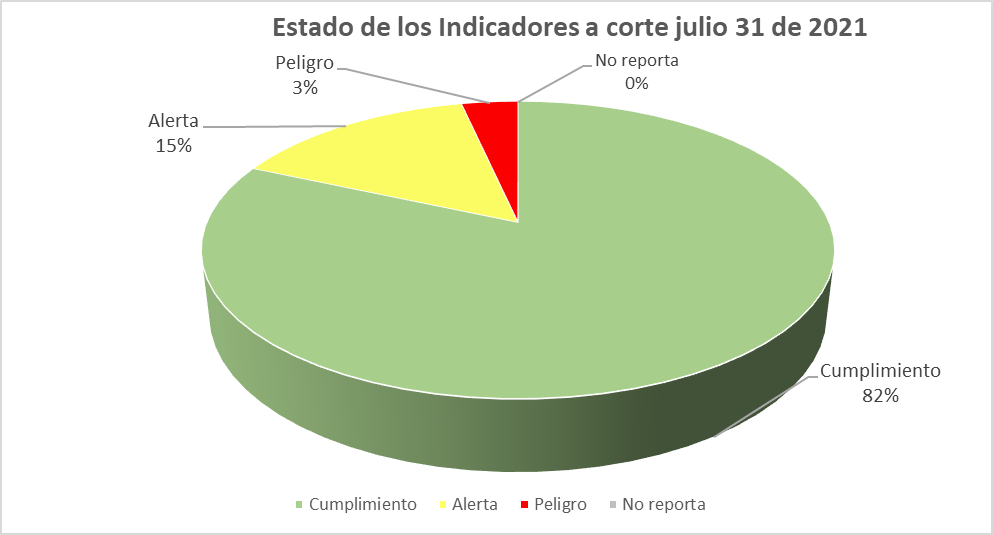 Estado de los Indicadores a corte julio 31 de 2021
Peligro
3%
No reporta
0%
Alerta
15%
Cumplimiento
82%
Cumplimiento Alerta Peligro No reporta